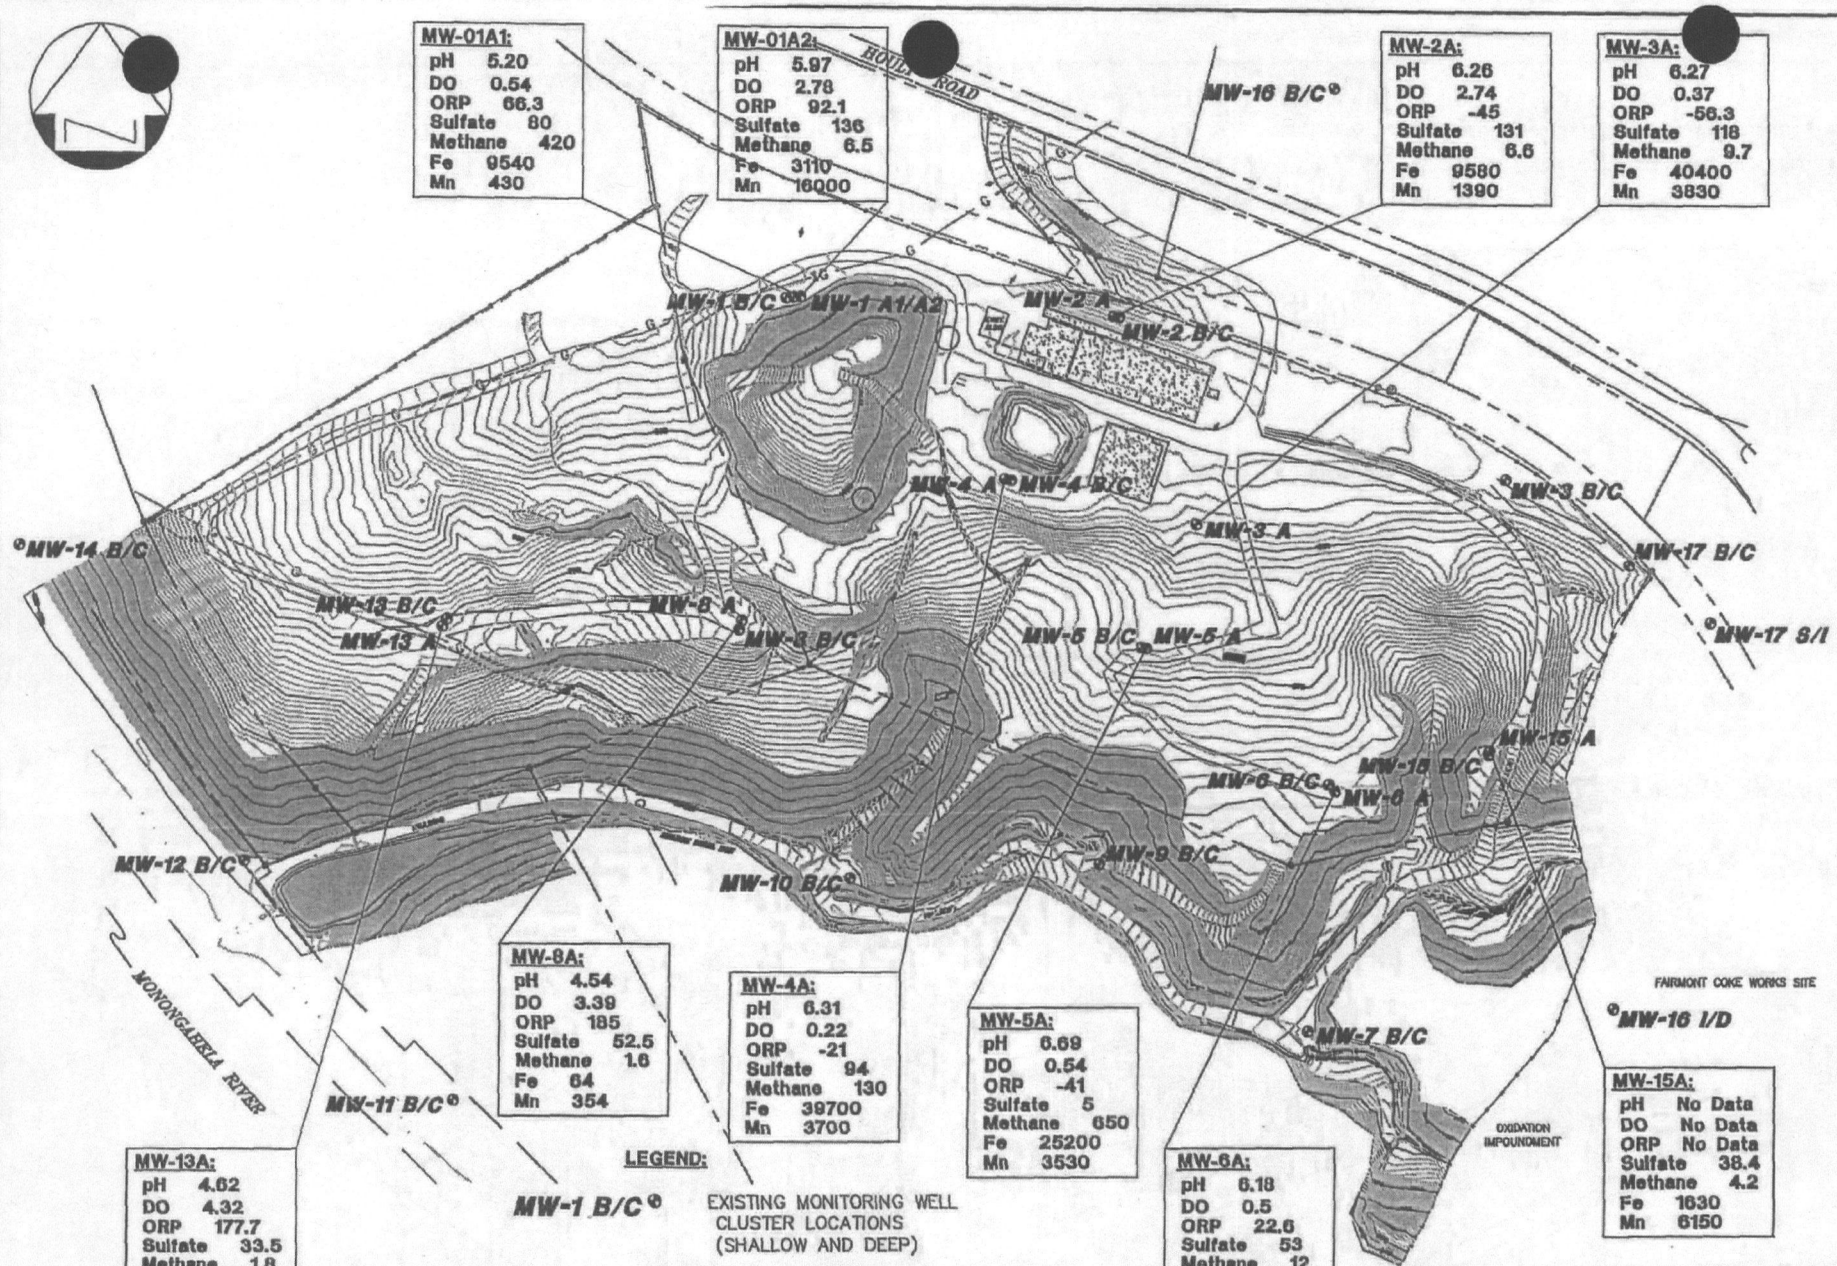 MW-01A1:
pH 5.20
DO 0.54
ORP 66.3
Sulfate 80
Methane 420
Fe 9540
Mn 430
MW-01A2:
pH 5.97
DO 2.78
ORP 92.1
Sulfate 136
Methane 6.5
Fe 3110
Mn 16000
ROAD
MW-16 B/C
MW-2A:
pH 6.26
DO 2.74
ORP -45
Sulfate 131
Methane 6.6
Fe 9580
Mn 1390
MW-3A:
pH 6.27
DO 0.37
ORP -56.3
Sulfate 118
Methane 9.7
Fe 40400
Mn 3830
MW-1 B/C
MW-1 A1/A2
MW-2 A
MW-2 B/C
MW-4 A
MW-4 B/C
MW-3 B/C
MW-3 A
MW-14 B/C
MW-17 B/C
MW-13 B/C
MW-8 A
MW-13 A
MW-8 B/C
MW-5 B/C
MW-5 A
MW-17 S/I
MW-15 A
MW-15 B/C
MW-6 B/C
MW-6 A
MW-12 B/C
MW-9 B/C
MW-10 B/C
MONONGAHELA RIVER
MW-8A:
pH 4.54
DO 3.39
ORP 185
Sulfate 52.5
Methane 1.6
Fe 64
Mn 354
MW-4A:
pH 6.31
DO 0.22
ORP -21
Sulfate 94
Methane 130
Fe 39700
Mn 3700
MW-5A:
pH 6.69
DO 0.54
ORP -41
Sulfate 5
Methane 650
Fe 25200
Mn 3530
FAIRMONT COKE WORKS SITE
MW-16 I/D
MW-7 B/C
MW-11 B/C
OXIDATION
IMPOUNDMENT
MW-15A:
pH No Data
DO No Data
ORP No Data
Sulfate 38.4
Methane 4.2
Fe 1630
Mn 6150
MW-13A:
pH 4.62
DO 4.32
ORP 177.7
Sulfate 33.5
Methane 1.8
LEGEND:
MW-1 B/C
EXISTING MONITORING WELL
CLUSTER LOCATIONS
(SHALLOW AND DEEP)
MW-6A:
pH 6.18
DO 0.5
ORP 22.6
Sulfate 53
Methane 12